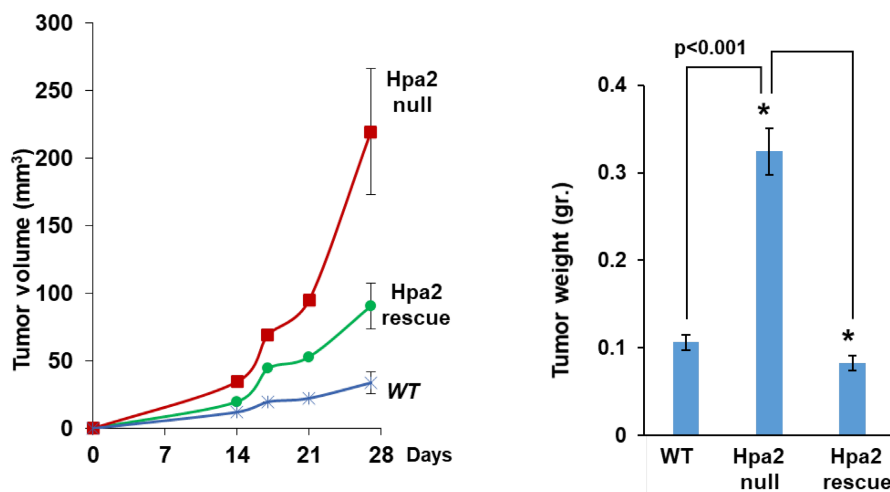 300
250
200
150
100
50
0
Tumor volume (mm³)
0 7 14 21 28 Days
Hpa2
null
Hpa2
rescue
WT
p<0.001
*
*
0.4
0.3
0.2
0.1
0
Tumor weight (gr.)
WT Hpa2 Hpa2
null rescue